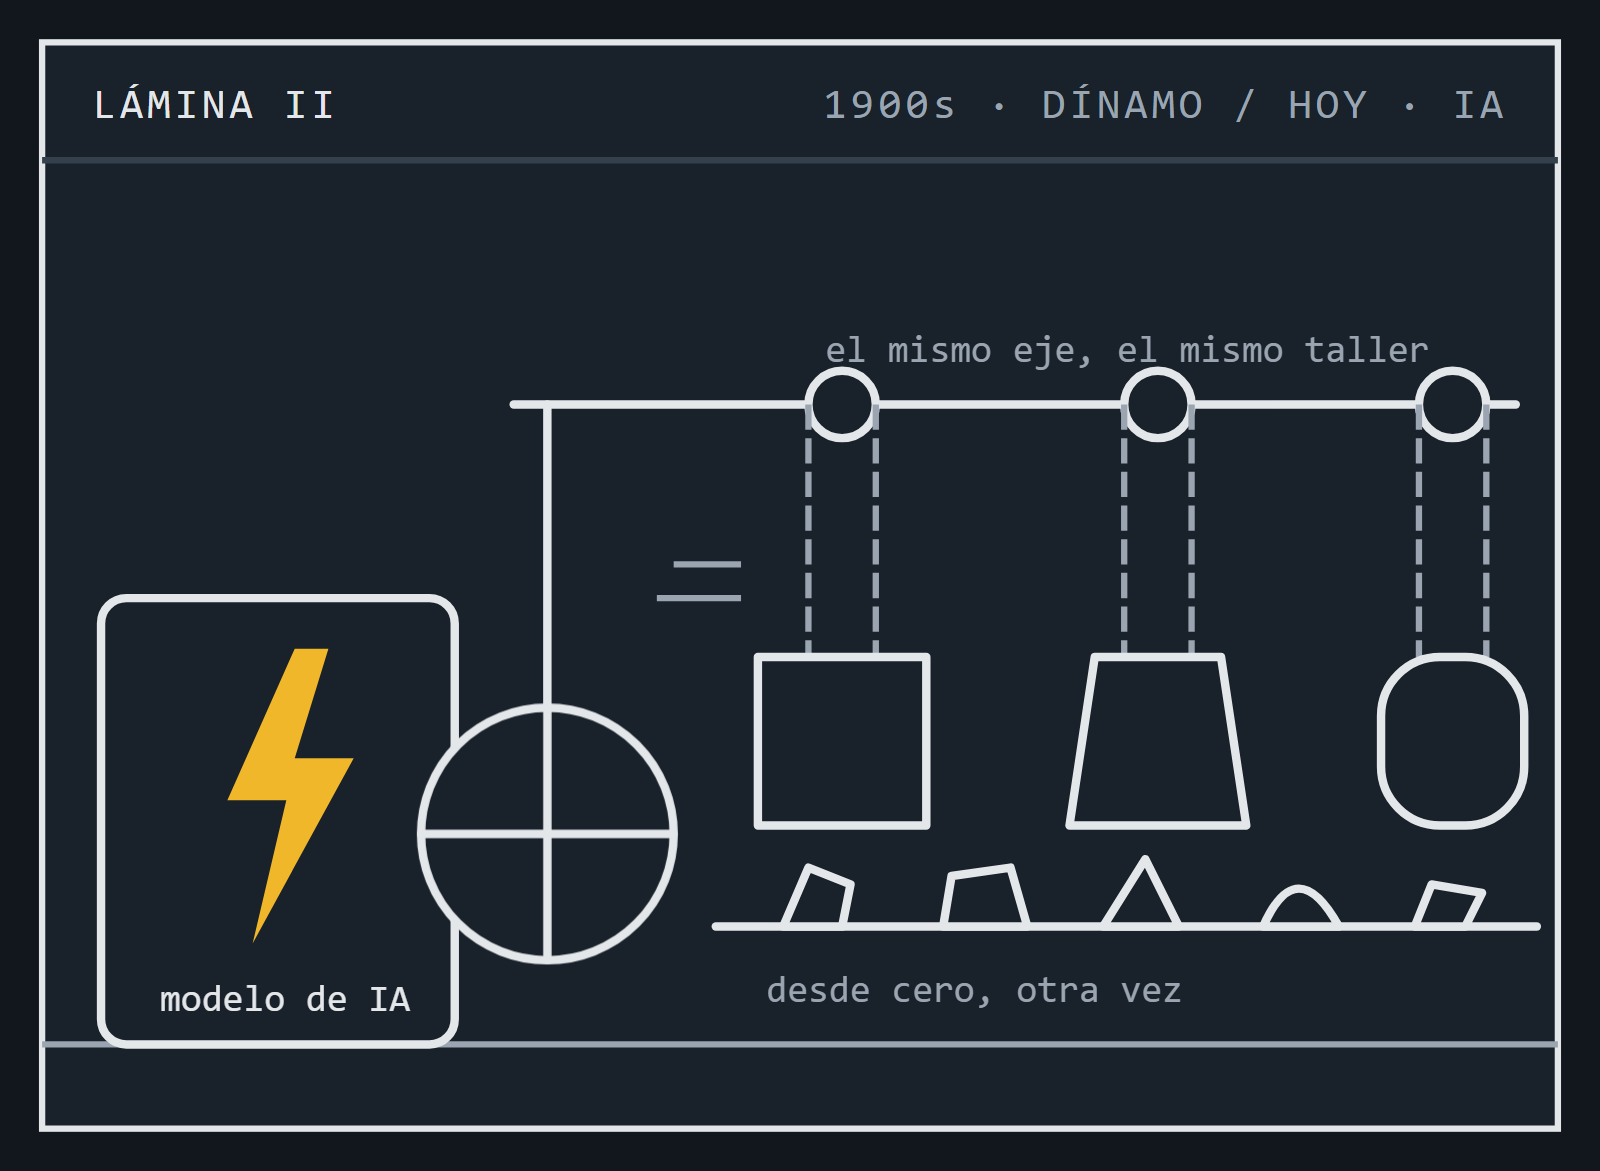 LÁMINA II
1900s · DÍNAMO / HOY · IA
el mismo eje, el mismo taller
modelo de IA
desde cero, otra vez